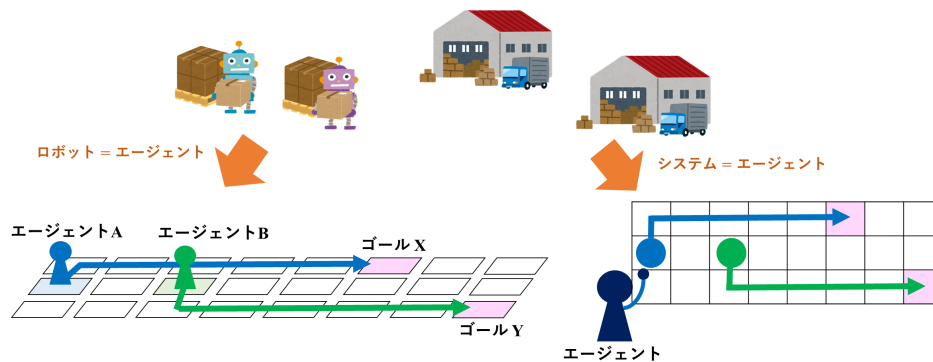 ロボット = エージェント
システム = エージェント
エージェントA
エージェントB
ゴール X
ゴール Y
エージェント